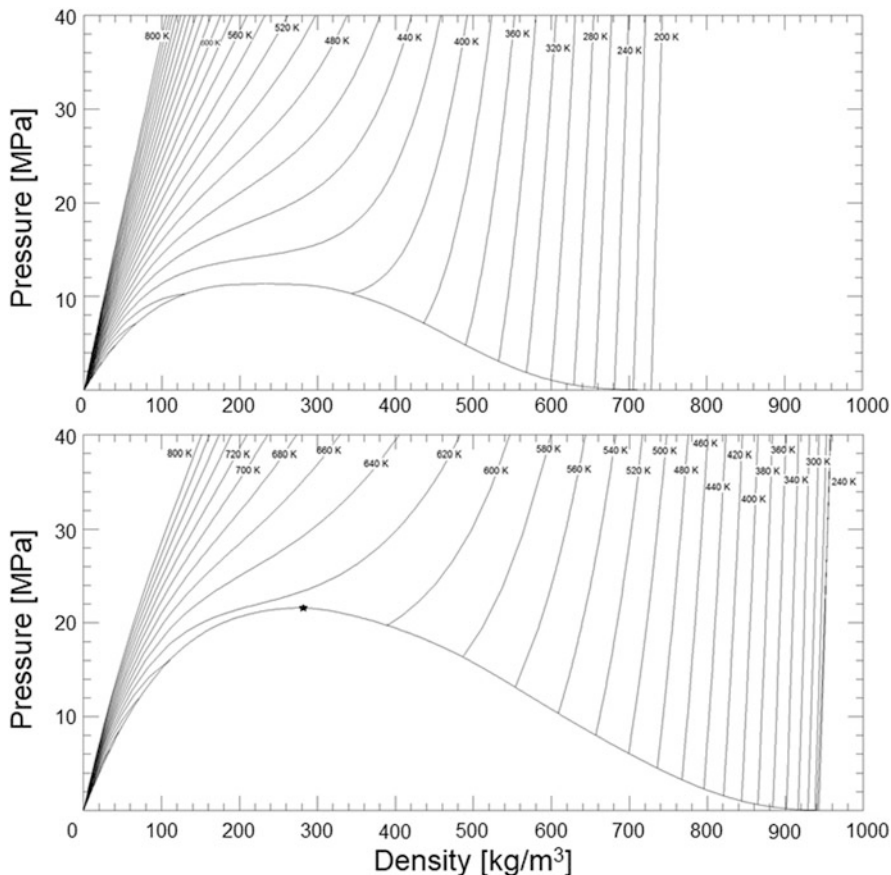 40
30
20
10
Pressure [MPa]
800 K
600 K
560 K
520 K
480 K
440 K
400 K
360 K
320 K
280 K
240 K
200 K
0 100 200 300 400 500 600 700 800 900 1000
40
30
20
10
Pressure [MPa]
800 K
720 K
700 K
680 K
660 K
640 K
620 K
600 K
580 K
560 K
540 K
520 K
500 K
480 K
460 K
440 K
420 K
400 K
380 K
360 K
340 K
300 K
240 K
0 100 200 300 400 500 600 700 800 900 1000
Density [kg/m³]